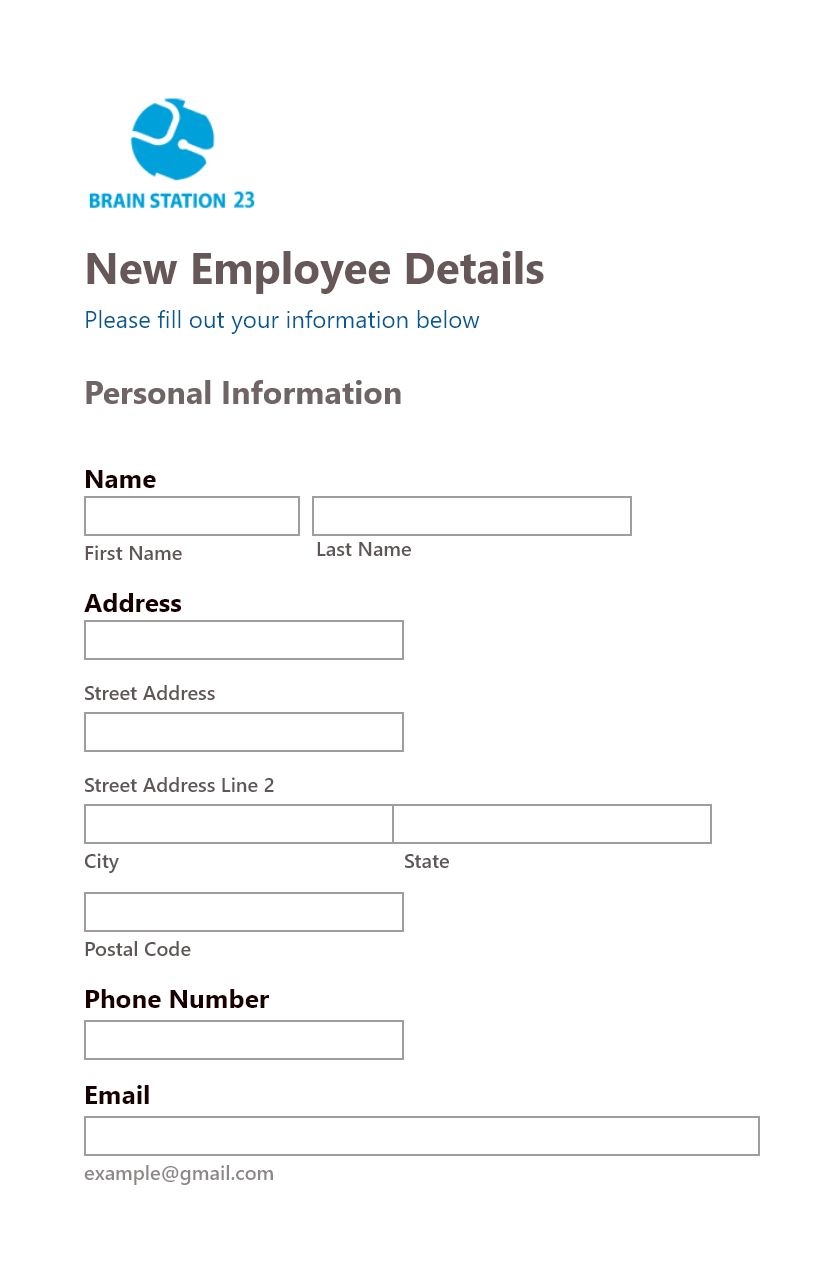 BRAIN STATION 23
New Employee Details
Please fill out your information below
Personal Information
Name
First Name
Last Name
Address
Street Address
Street Address Line 2
City
State
Postal Code
Phone Number
Email
example@gmail.com